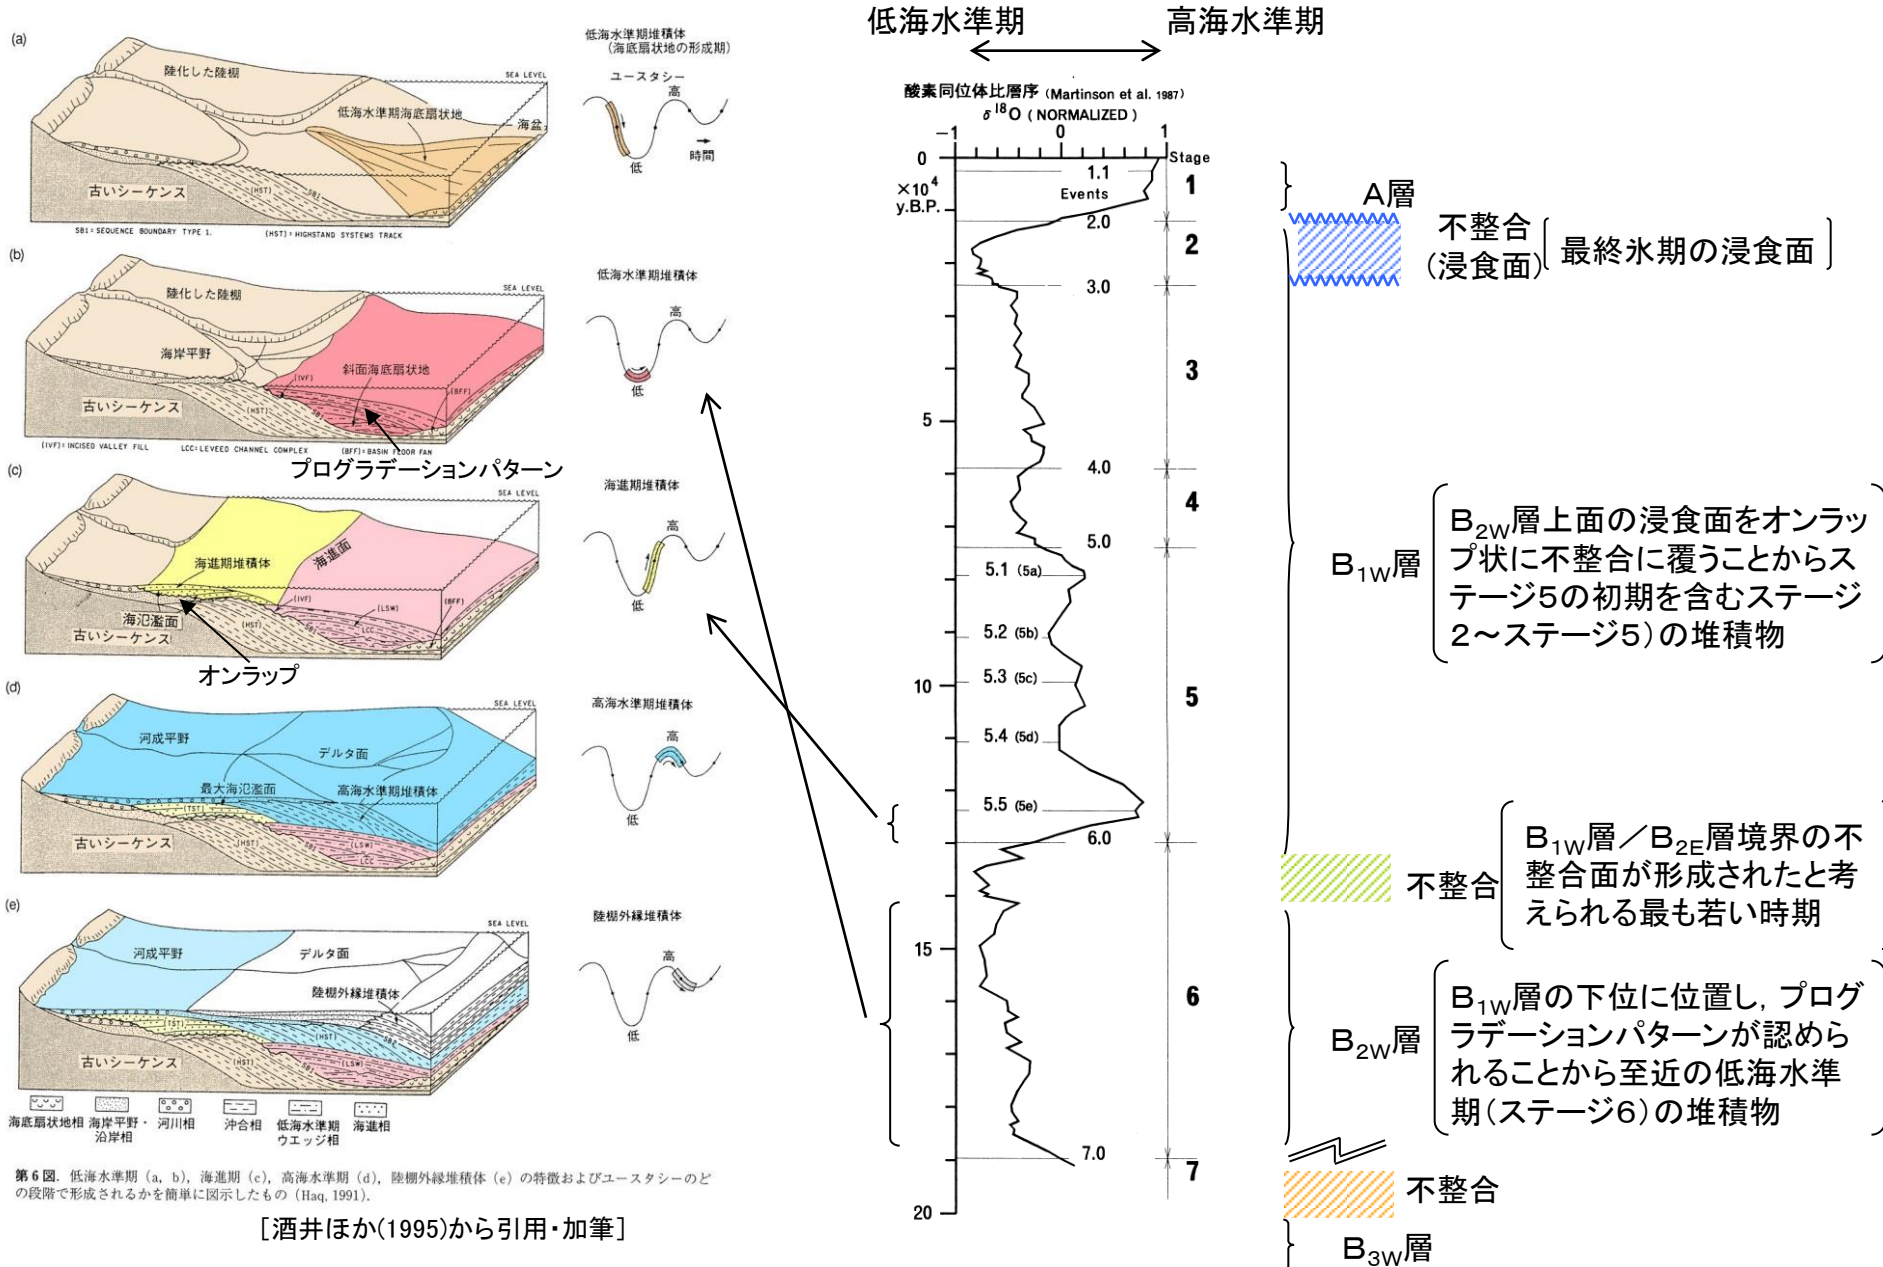 低海水準期
高海水準期
(a)
陸化した陸棚
SEA LEVEL
低海水準期海底扇状地
海盆
古いシーケンス
(HST)
SB1
SB1=SEQUENCE BOUNDARY TYPE 1.
(HST)=HIGHSTAND SYSTEMS TRACK
低海水準期堆積体
(海底扇状地の形成期)
ユースタシー
高
低
時間
(b)
陸化した陸棚
SEA LEVEL
海岸平野
斜面海底扇状地
(IVF)
(BFF)
古いシーケンス
(HST)
SB1
(IVF)=INCISED VALLEY FILL
LCC=LEVEED CHANNEL COMPLEX
(BFF)=BASIN FLOOR FAN
低海水準期堆積体
高
低
プログラデーションパターン
(c)
SEA LEVEL
海進期堆積体
海進面
(IVF)
(LSW)
(BFF)
海氾濫面
古いシーケンス
(HST)
SB1
LCC
海進期堆積体
高
低
オンラップ
(d)
SEA LEVEL
河成平野
デルタ面
最大海氾濫面
高海水準期堆積体
(TST)
古いシーケンス
(HST)
SB1
(LSW)
LCC
高海水準期堆積体
高
低
(e)
SEA LEVEL
河成平野
デルタ面
陸棚外縁堆積体
(TST)
(HST)
SB2
古いシーケンス
(HST)
SB1
(LSW)
陸棚外縁堆積体
高
低
海底扇状地相
海岸平野・
沿岸相
河川相
沖合相
低海水準期
ウエッジ相
海進相
第6図. 低海水準期 (a, b), 海進期 (c), 高海水準期 (d), 陸棚外縁堆積体 (e) の特徴およびユースタシーのど
の段階で形成されるかを簡単に図示したもの (Haq, 1991).
[酒井ほか(1995)から引用・加筆]
酸素同位体比層序 (Martinson et al. 1987)
δ18O (NORMALIZED)
−1 0 1
Stage
0
×10⁴
y.B.P.
Events
1.1
1
2.0
2
3.0
3
5
4.0
4
5.0
5.1 (5a)
5.2 (5b)
5.3 (5c)
10
5
5.4 (5d)
5.5 (5e)
6.0
15
6
7.0
7
20
A層
不整合
(浸食面)
最終氷期の浸食面
B1W層
B2W層上面の浸食面をオンラッ
プ状に不整合に覆うことからス
テージ5の初期を含むステージ
2～ステージ5)の堆積物
不整合
B1W層／B2E層境界の不
整合面が形成されたと考
えられる最も若い時期
B2W層
B1W層の下位に位置し，プログ
ラデーションパターンが認めら
れることから至近の低海水準
期(ステージ6)の堆積物
不整合
B3W層